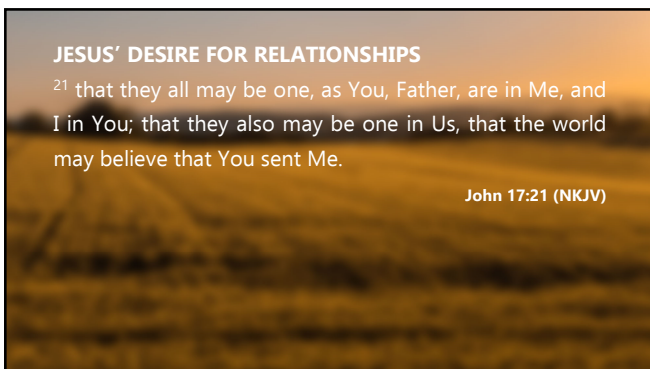 JESUS’ DESIRE FOR RELATIONSHIPS
21 that they all may be one, as You, Father, are in Me, and
I in You; that they also may be one in Us, that the world
may believe that You sent Me.
John 17:21 (NKJV)